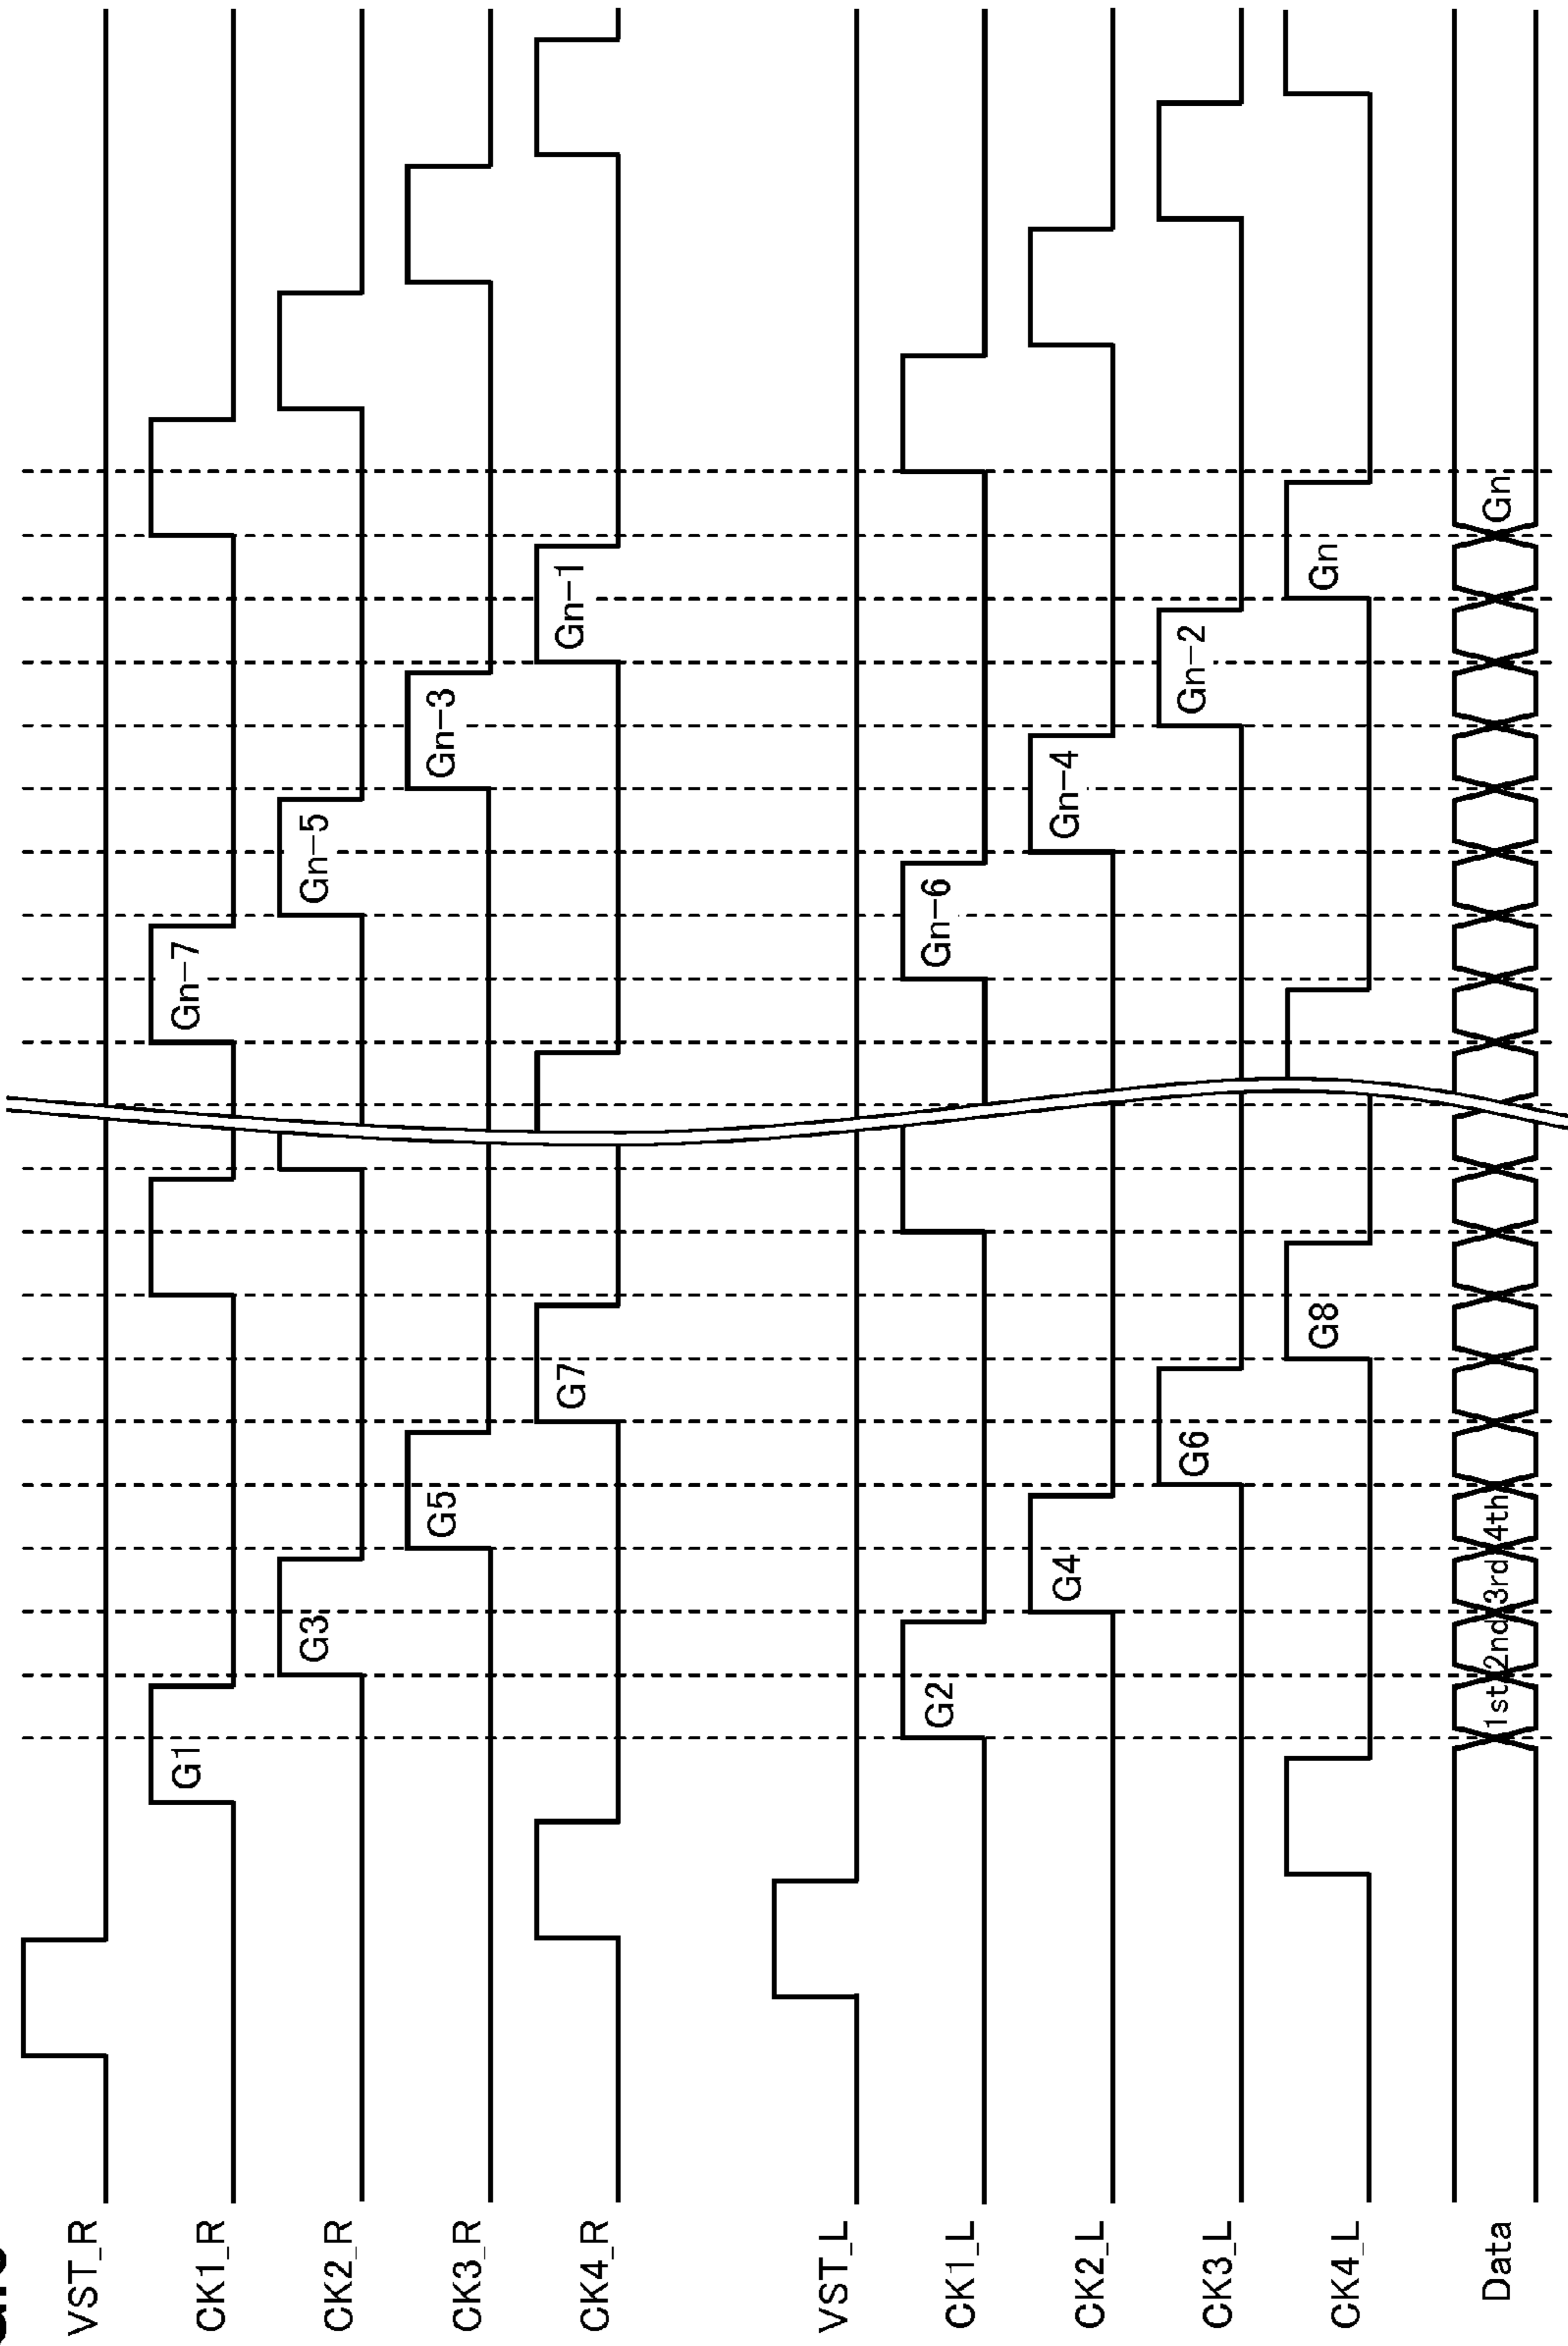 VST_R
CK1_R G1 Gn-7
CK2_R G3 Gn-5
CK3_R G5 Gn-3
CK4_R G7 Gn-1
VST_L
CK1_L G2 Gn-6
CK2_L G4 Gn-4
CK3_L G6 Gn-2
CK4_L G8 Gn
Data 1st 2nd 3rd 4th Gn